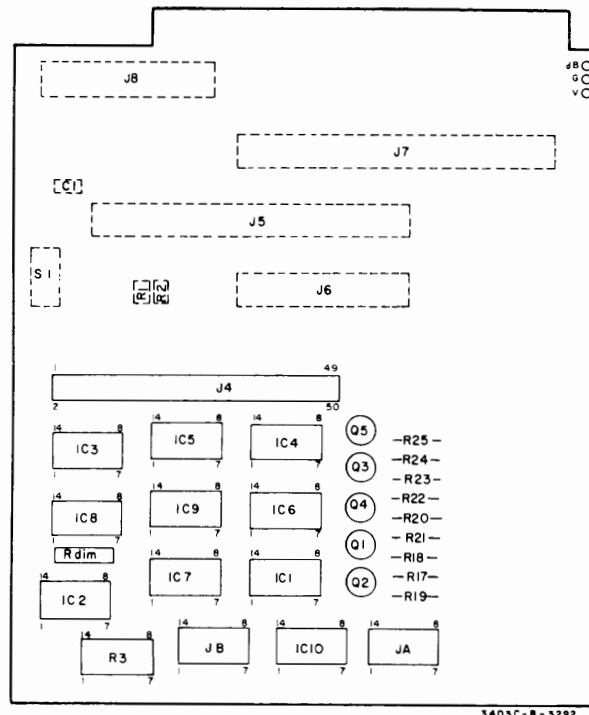 J8
dB
G
V
J7
C1
J5
S1
R1
R2
J6
1 49
J4
2 50
14 8
IC3
1 7
14 8
IC5
1 7
14 8
IC4
1 7
Q5
Q3
Q4
Q1
Q2
R25
R24
R23
R22
R20
R21
R18
R17
R19
14 8
IC8
1 7
14 8
IC9
1 7
14 8
IC6
1 7
Rdim
14 8
IC2
1 7
14 8
IC7
1 7
14 8
IC1
1 7
14 8
R3
1 7
14 8
JB
1 7
14 8
IC10
1 7
14 8
JA
1 7
3403C-B-3292